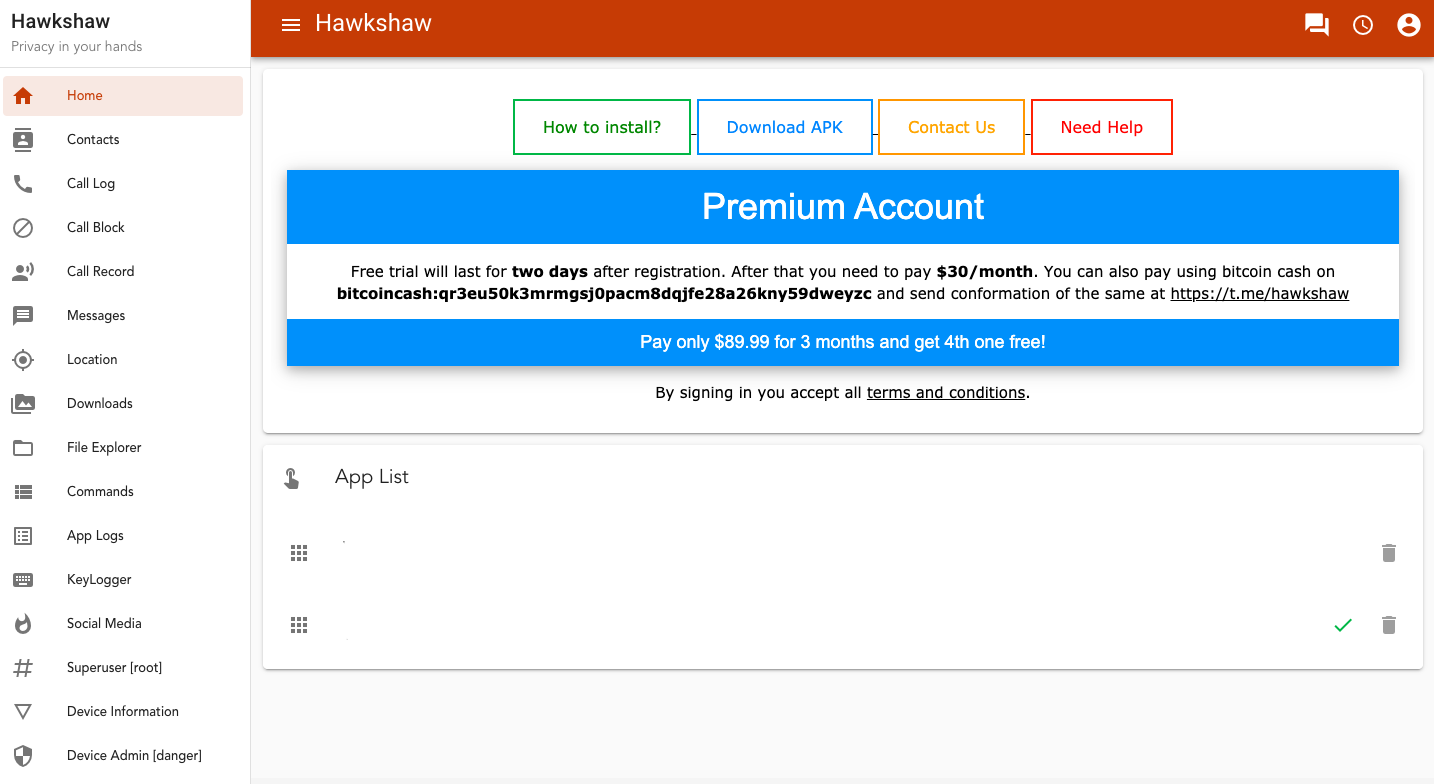 Hawkshaw
Privacy in your hands
Home
Contacts
Call Log
Call Block
Call Record
Messages
Location
Downloads
File Explorer
Commands
App Logs
KeyLogger
Social Media
Superuser [root]
Device Information
Device Admin [danger]
Hawkshaw
How to install? Download APK Contact Us Need Help
Premium Account
Free trial will last for two days after registration. After that you need to pay $30/month. You can also pay using bitcoin cash on
bitcoincash:qr3eu50k3mrmgsj0pacm8dqjfe28a26kny59dweyzc and send conformation of the same at https://t.me/hawkshaw
Pay only $89.99 for 3 months and get 4th one free!
By signing in you accept all terms and conditions.
App List